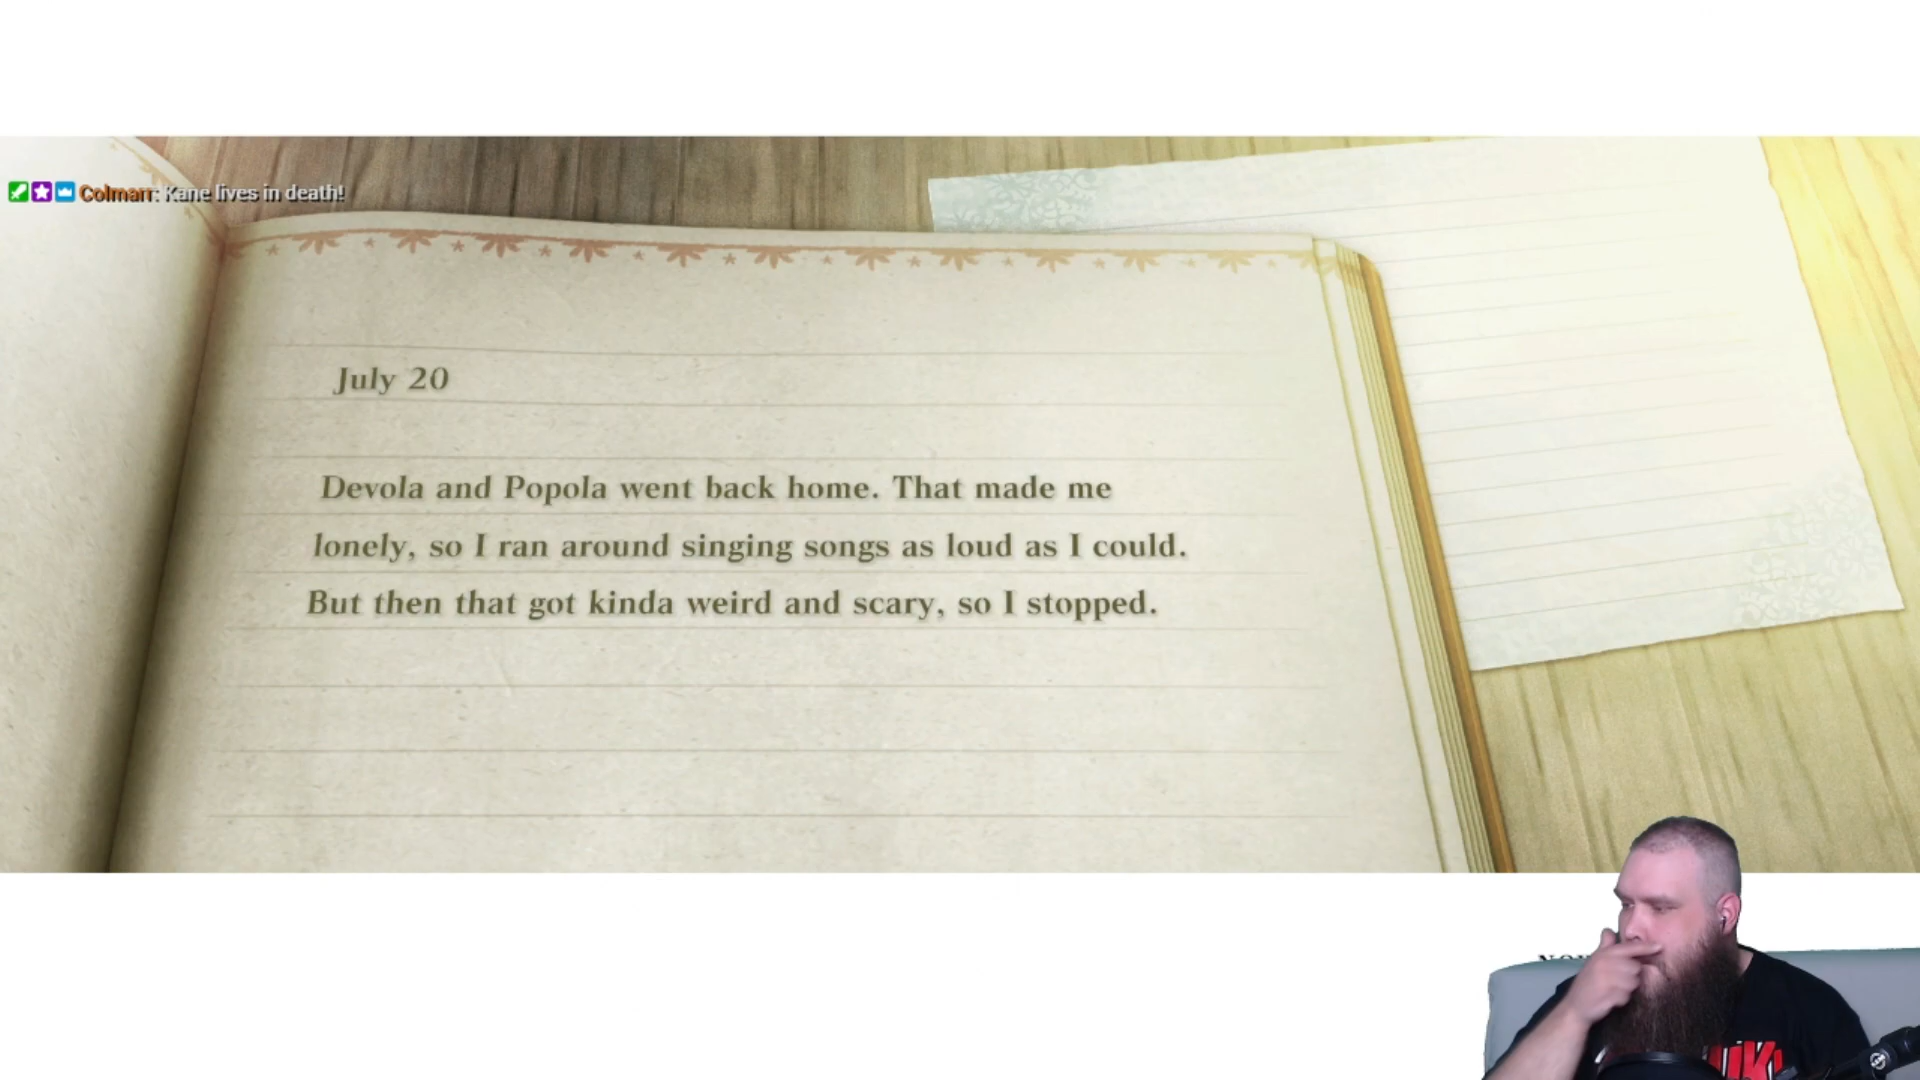 Colmarr: Kane lives in death!
July 20
Devola and Popola went back home. That made me
lonely, so I ran around singing songs as loud as I could.
But then that got kinda weird and scary, so I stopped.